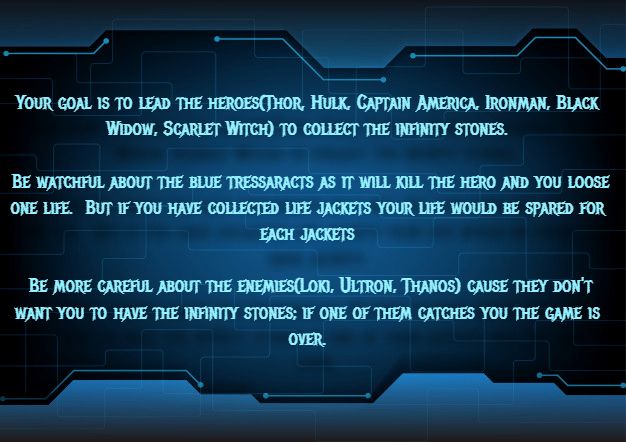 Your goal is to lead the heroes(Thor, Hulk, Captain America, Ironman, Black
Widow, Scarlet Witch) to collect the infinity stones.
Be watchful about the blue tressaracts as it will kill the hero and you loose
one life. But if you have collected life jackets your life would be spared for
each jackets
Be more careful about the enemies(Loki, Ultron, Thanos) cause they don't
want you to have the infinity stones; if one of them catches you the game is
over.